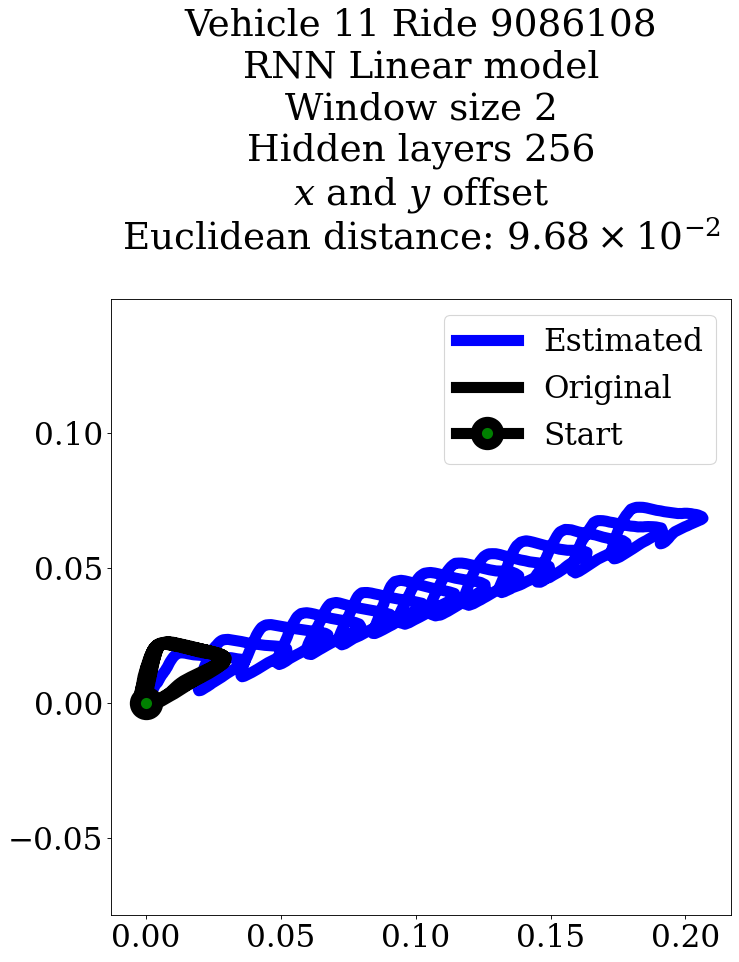 Vehicle 11 Ride 9086108
RNN Linear model
Window size 2
Hidden layers 256
x and y offset
Euclidean distance: 9.68 × 10⁻²
Estimated
Original
Start
0.10
0.05
0.00
−0.05
0.00 0.05 0.10 0.15 0.20